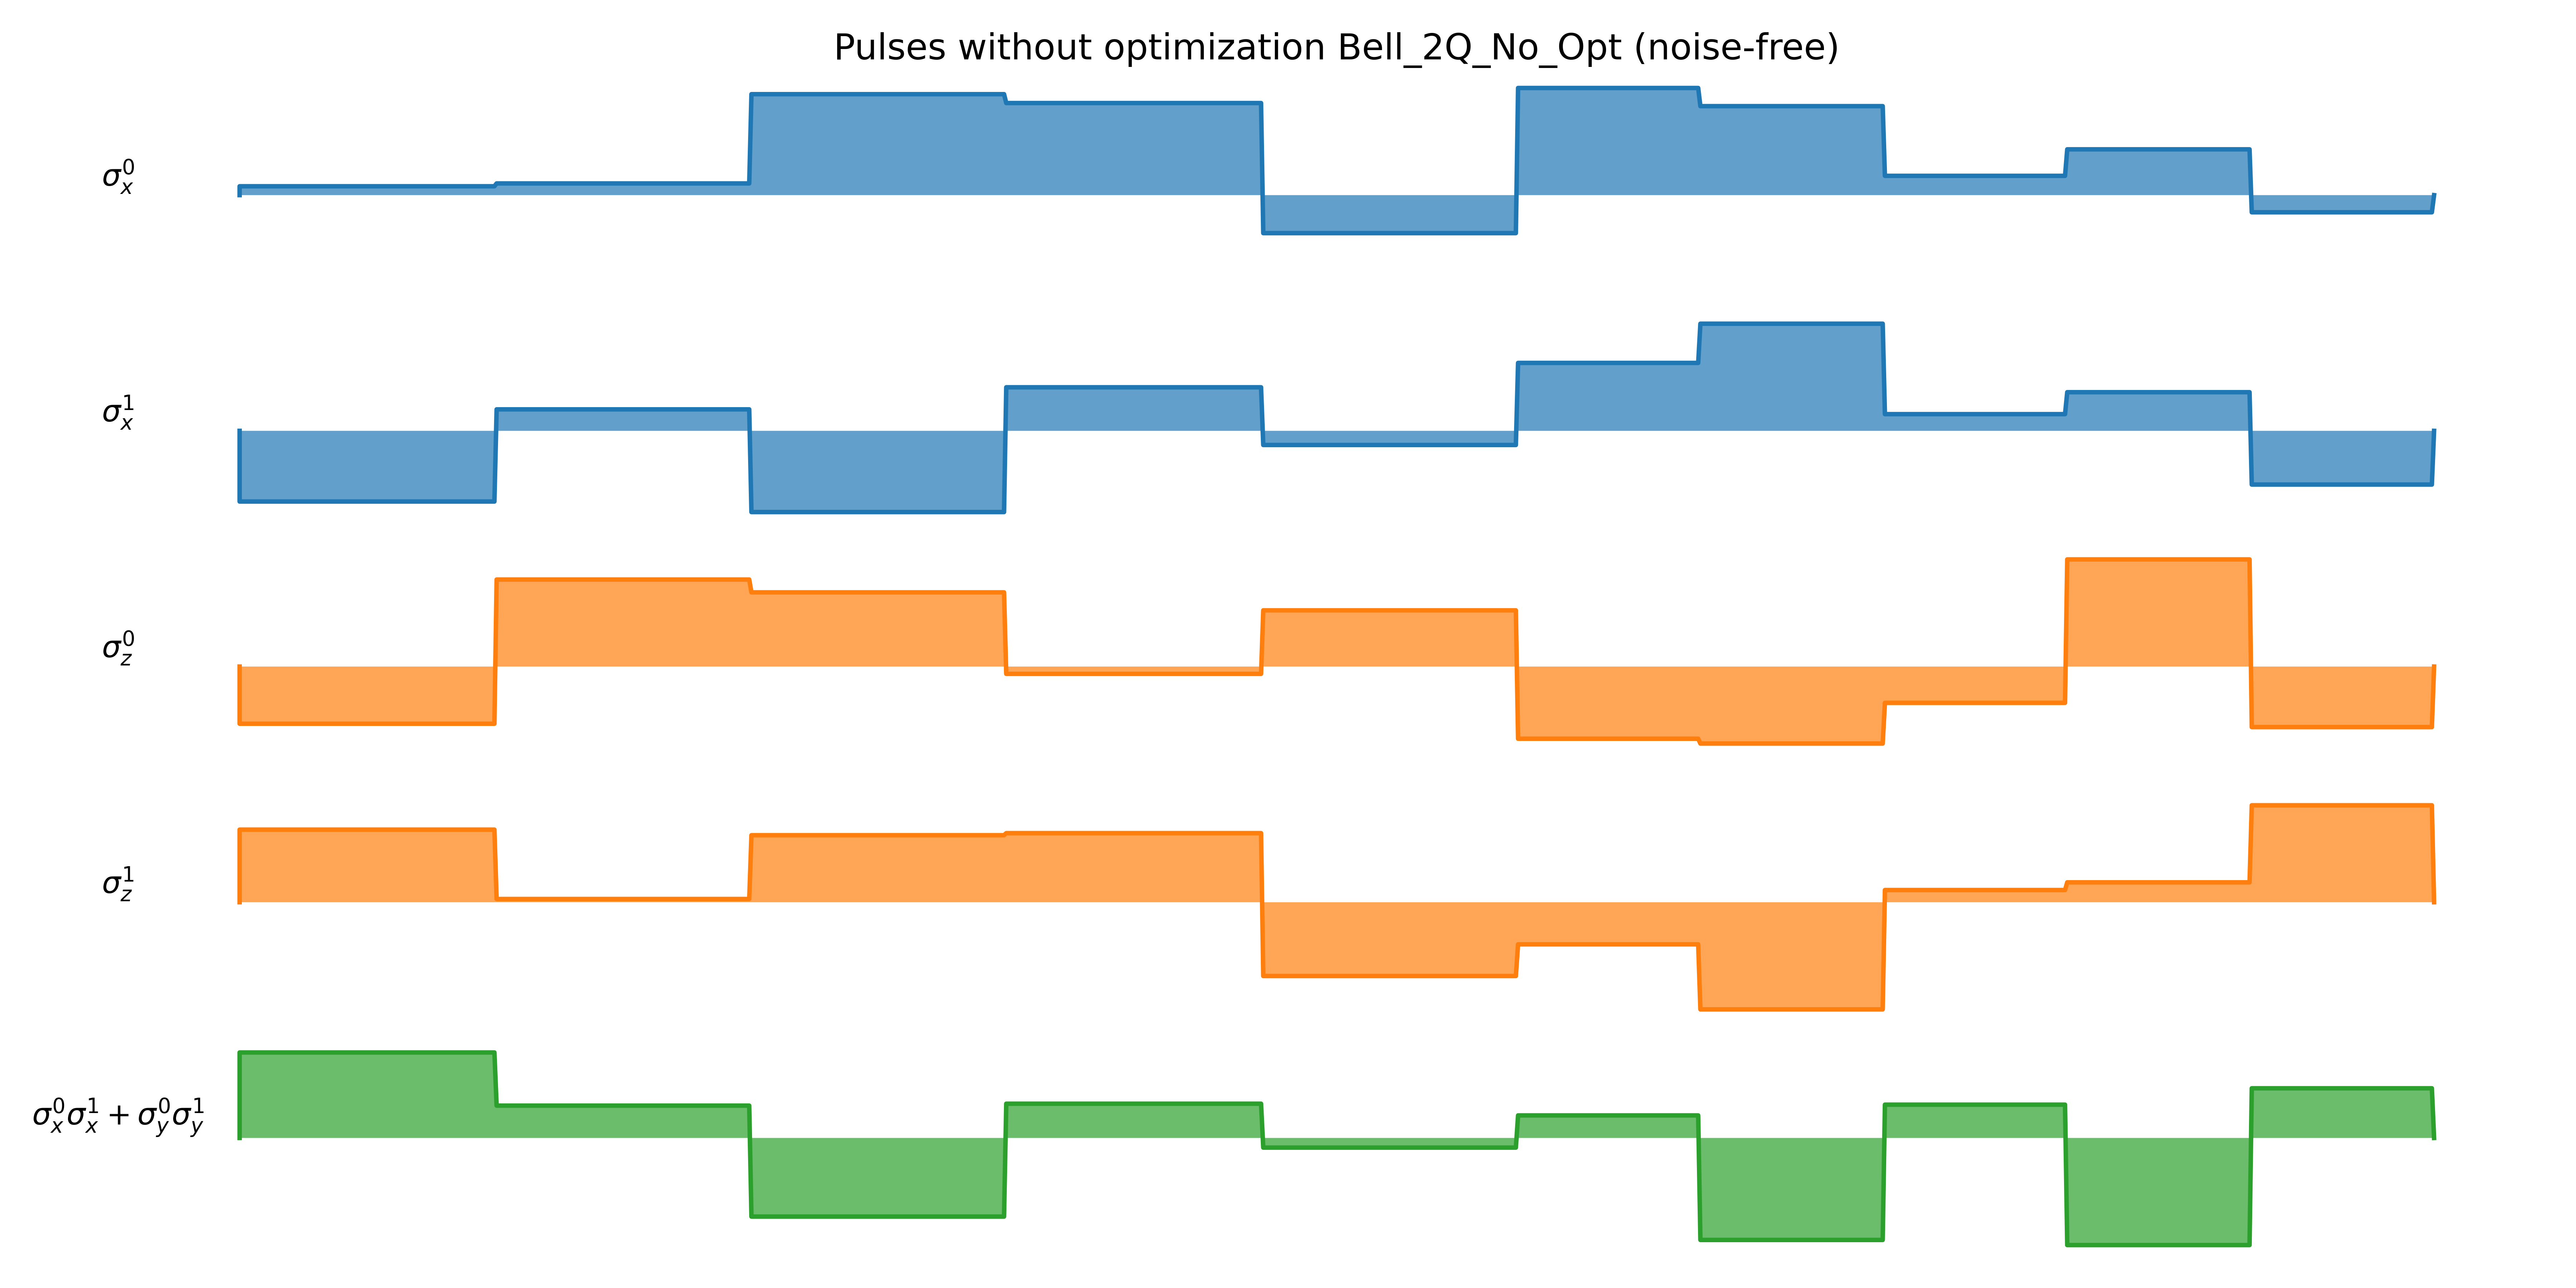 Pulses without optimization Bell_2Q_No_Opt (noise-free)
σ_x^0
σ_x^1
σ_z^0
σ_z^1
σ_x^0σ_x^1 + σ_y^0σ_y^1